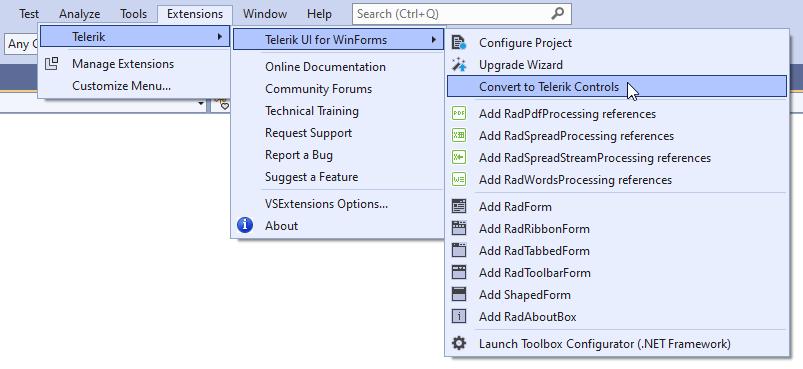 Test Analyze Tools Extensions Window Help Search (Ctrl+Q)
Any C
Telerik
Manage Extensions
Customize Menu...
Telerik UI for WinForms
Online Documentation
Community Forums
Technical Training
Request Support
Report a Bug
Suggest a Feature
VSExtensions Options...
About
Configure Project
Upgrade Wizard
Convert to Telerik Controls
PDF Add RadPdfProcessing references
Add RadSpreadProcessing references
Add RadSpreadStreamProcessing references
Add RadWordsProcessing references
Add RadForm
Add RadRibbonForm
Add RadTabbedForm
Add RadToolbarForm
Add ShapedForm
Add RadAboutBox
Launch Toolbox Configurator (.NET Framework)